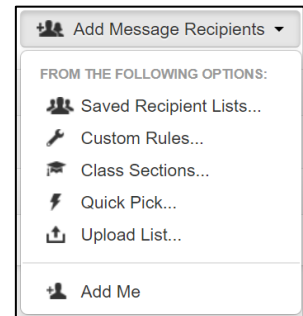 Add Message Recipients
FROM THE FOLLOWING OPTIONS:
Saved Recipient Lists...
Custom Rules...
Class Sections...
Quick Pick...
Upload List...
Add Me